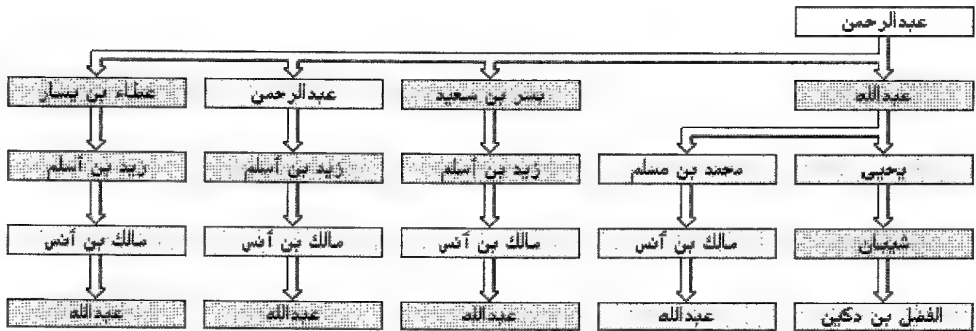 عبدالرحمن
عبدالله
بسر بن سعيد
عبدالرحمن
عطاء بن يسار
يحيى
محمد بن مسلم
زيد بن أسلم
زيد بن أسلم
زيد بن أسلم
شيبان
مالك بن أنس
مالك بن أنس
مالك بن أنس
مالك بن أنس
الفضل بن دكين
عبدالله
عبدالله
عبدالله
عبدالله